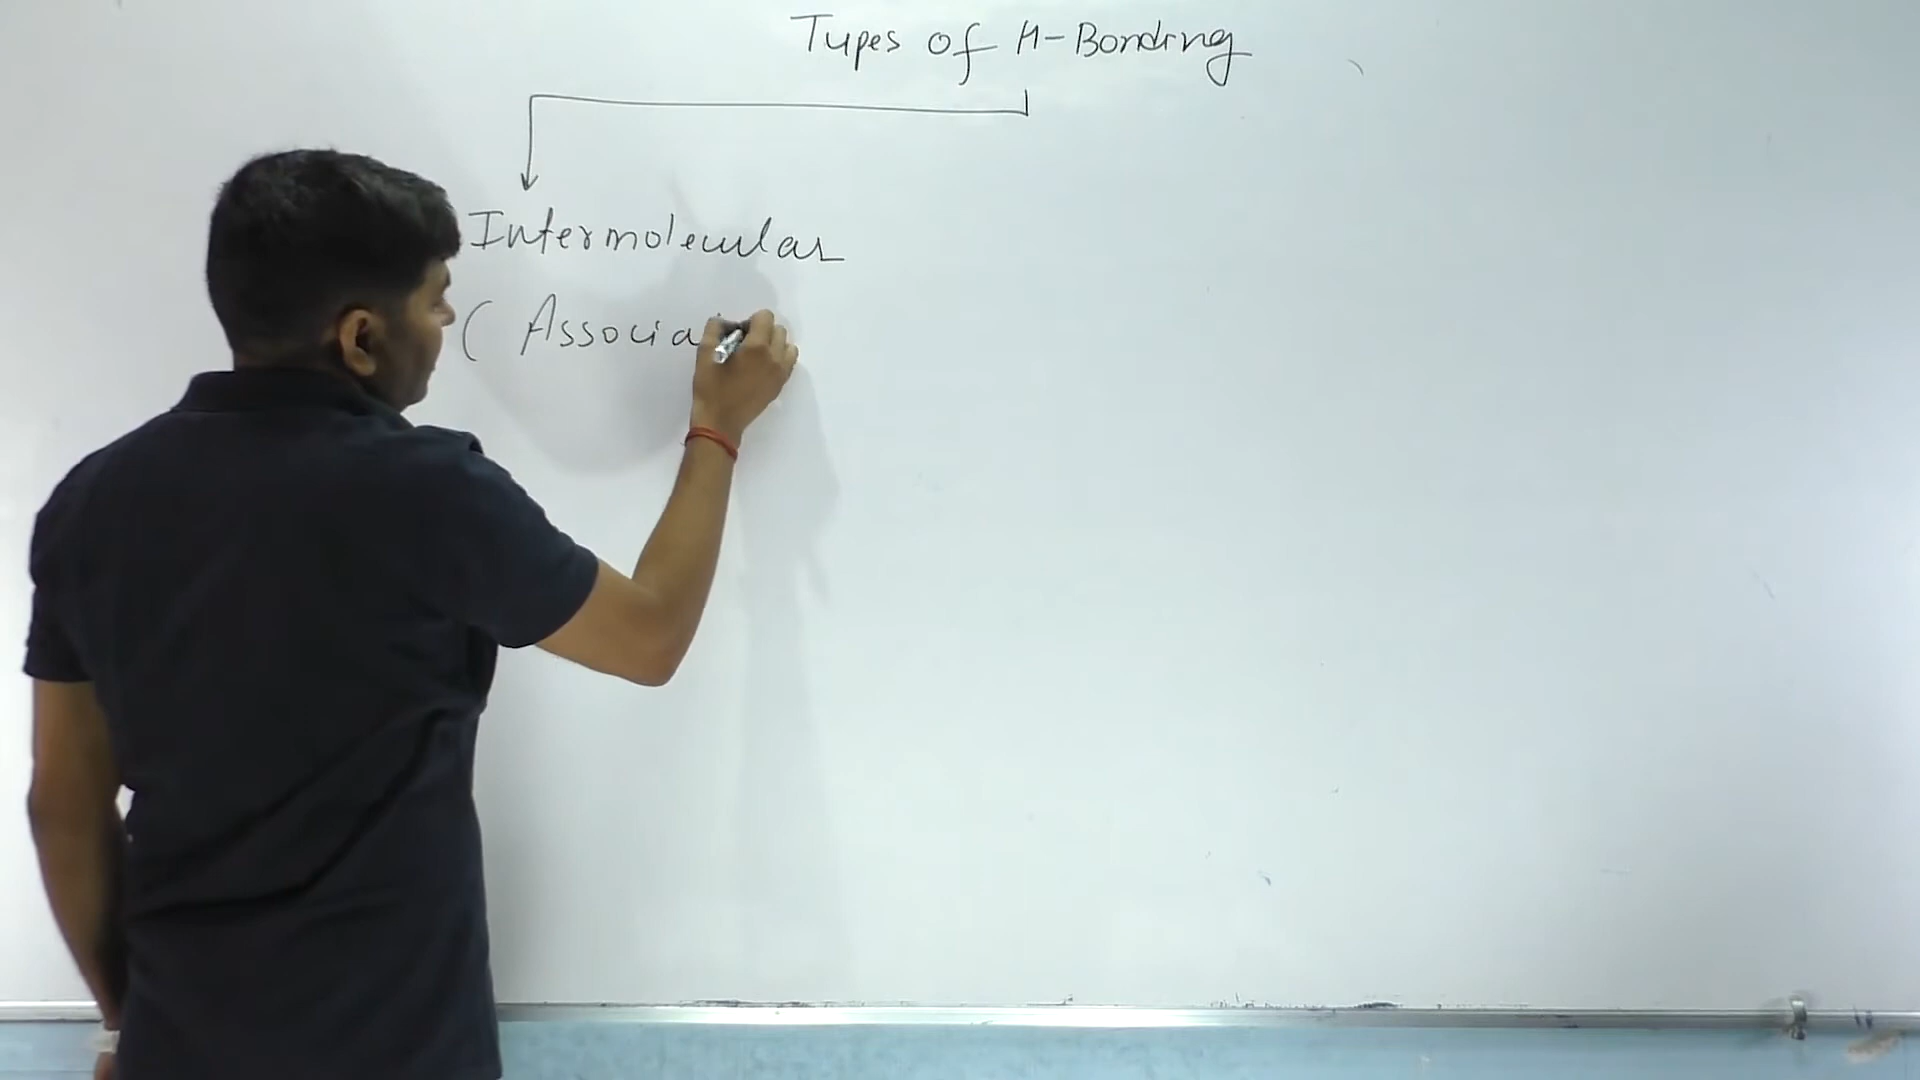 Types of H-Bonding
Intermolecular
( Associa